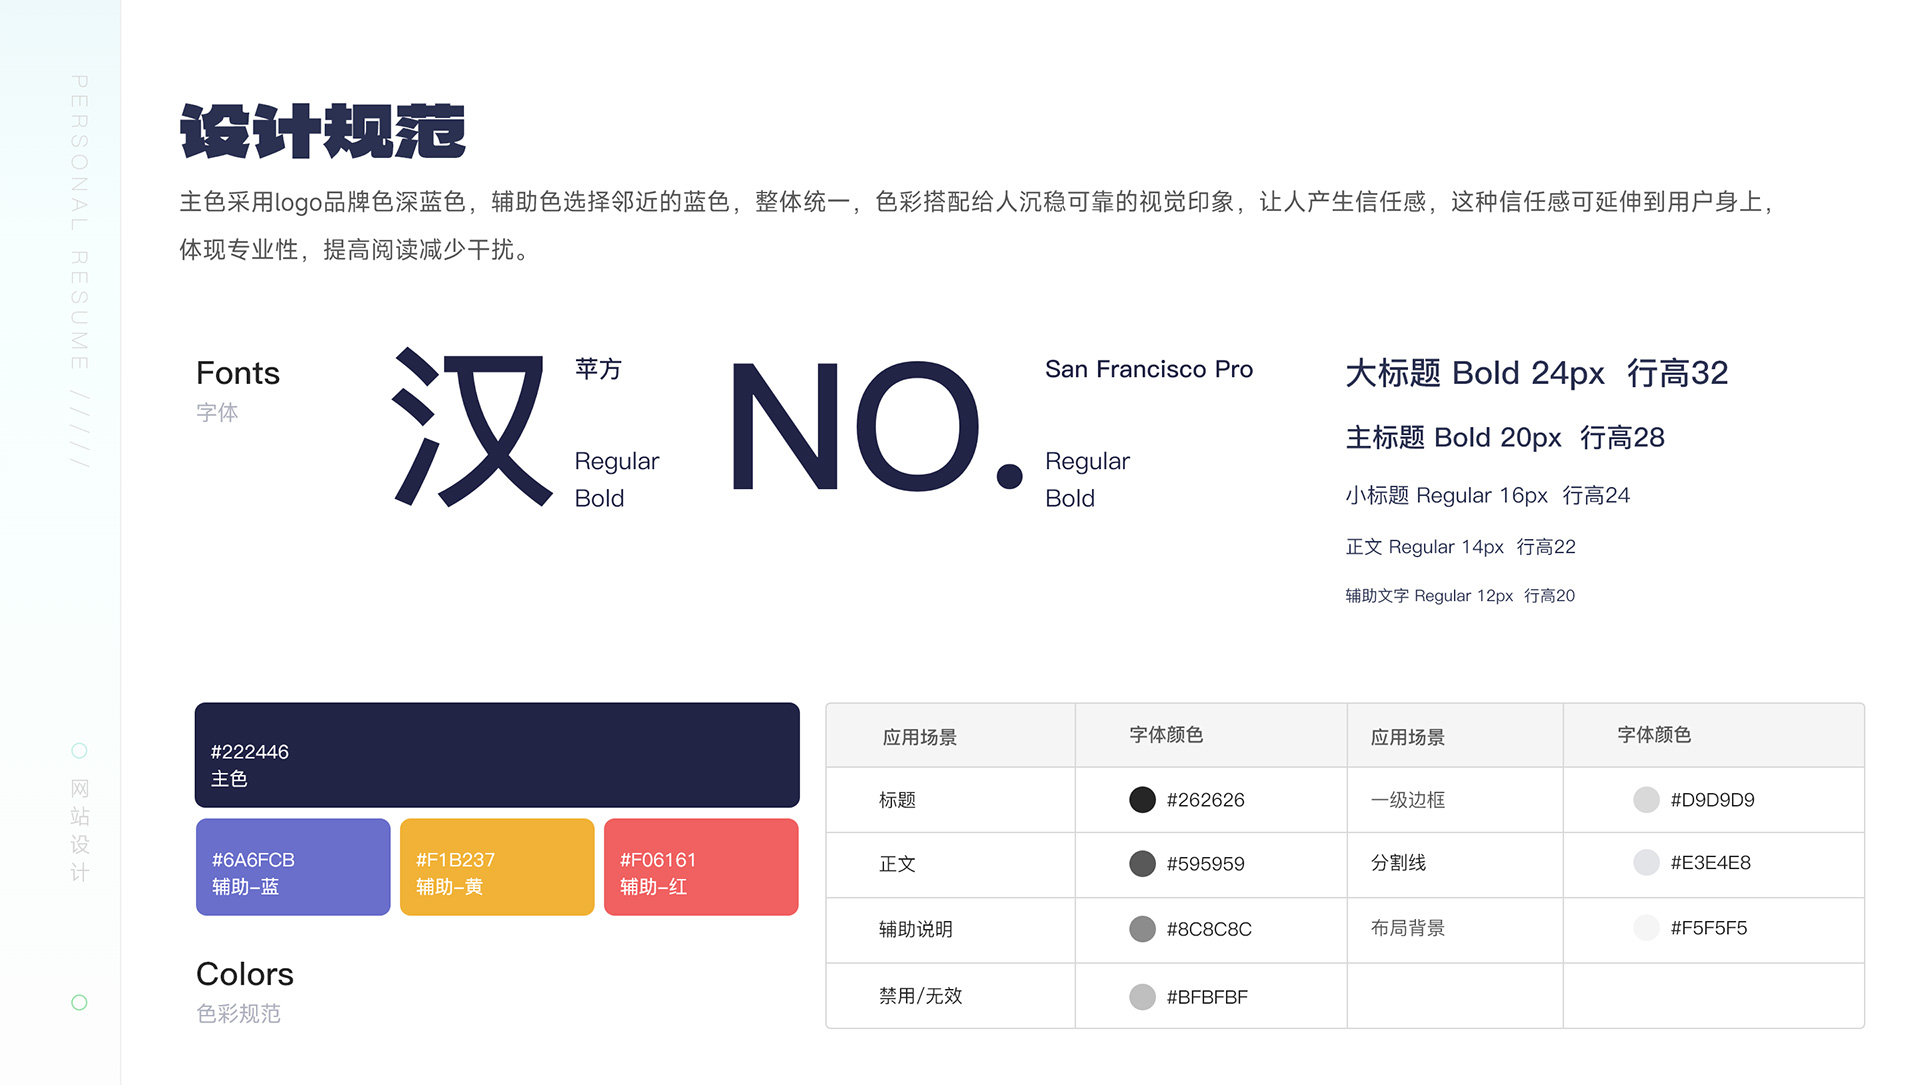 PERSONAL RESUME /////
网站设计
设计规范
主色采用logo品牌色深蓝色，辅助色选择邻近的蓝色，整体统一，色彩搭配给人沉稳可靠的视觉印象，让人产生信任感，这种信任感可延伸到用户身上，
体现专业性，提高阅读减少干扰。
Fonts
字体
汉
苹方
Regular
Bold
NO.
San Francisco Pro
Regular
Bold
大标题 Bold 24px 行高32
主标题 Bold 20px 行高28
小标题 Regular 16px 行高24
正文 Regular 14px 行高22
辅助文字 Regular 12px 行高20
#222446
主色
#6A6FCB
辅助-蓝
#F1B237
辅助-黄
#F06161
辅助-红
Colors
色彩规范
应用场景 字体颜色 应用场景 字体颜色
标题 #262626 一级边框 #D9D9D9
正文 #595959 分割线 #E3E4E8
辅助说明 #8C8C8C 布局背景 #F5F5F5
禁用/无效 #BFBFBF